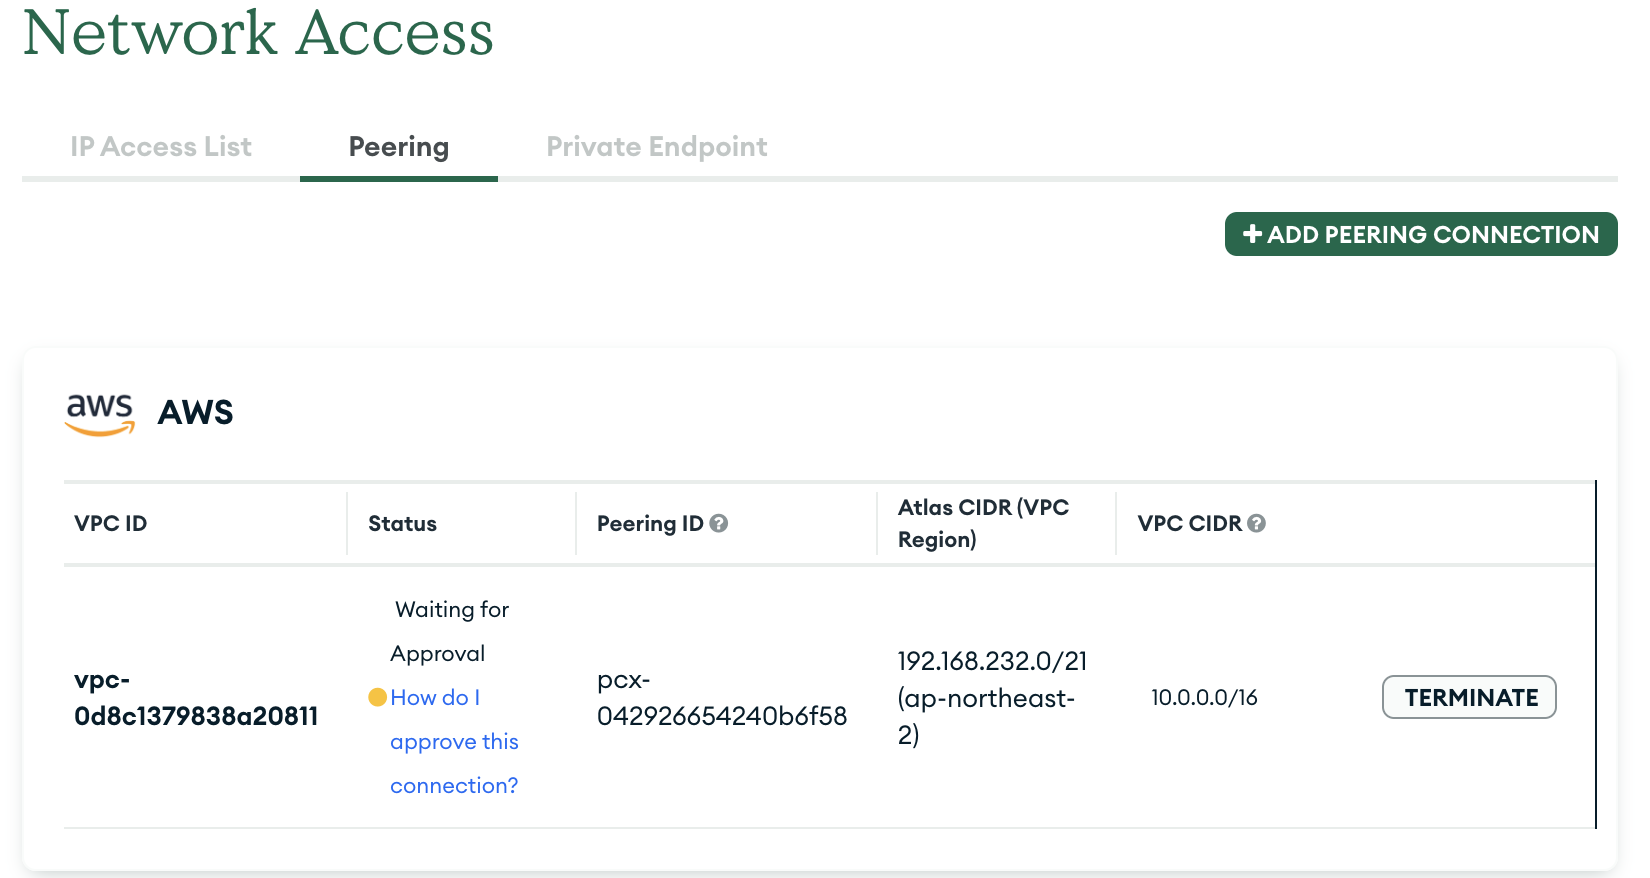 Network Access
IP Access List
Peering
Private Endpoint
+ ADD PEERING CONNECTION
aws AWS
VPC ID
Status
Peering ID ?
Atlas CIDR (VPC
Region)
VPC CIDR ?
vpc-
0d8c1379838a20811
Waiting for
Approval
How do I
approve this
connection?
pcx-
042926654240b6f58
192.168.232.0/21
(ap-northeast-
2)
10.0.0.0/16
TERMINATE